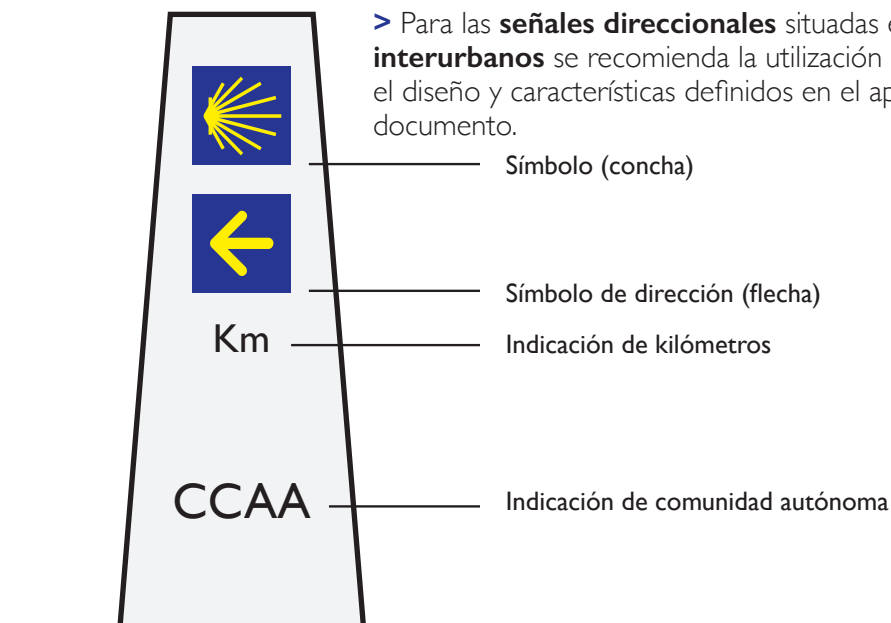 > Para las señales direccionales situadas
interurbanos se recomienda la utilización
el diseño y características definidos en el
documento.
Símbolo (concha)
Símbolo de dirección (flecha)
Km
Indicación de kilómetros
CCAA
Indicación de comunidad autónoma